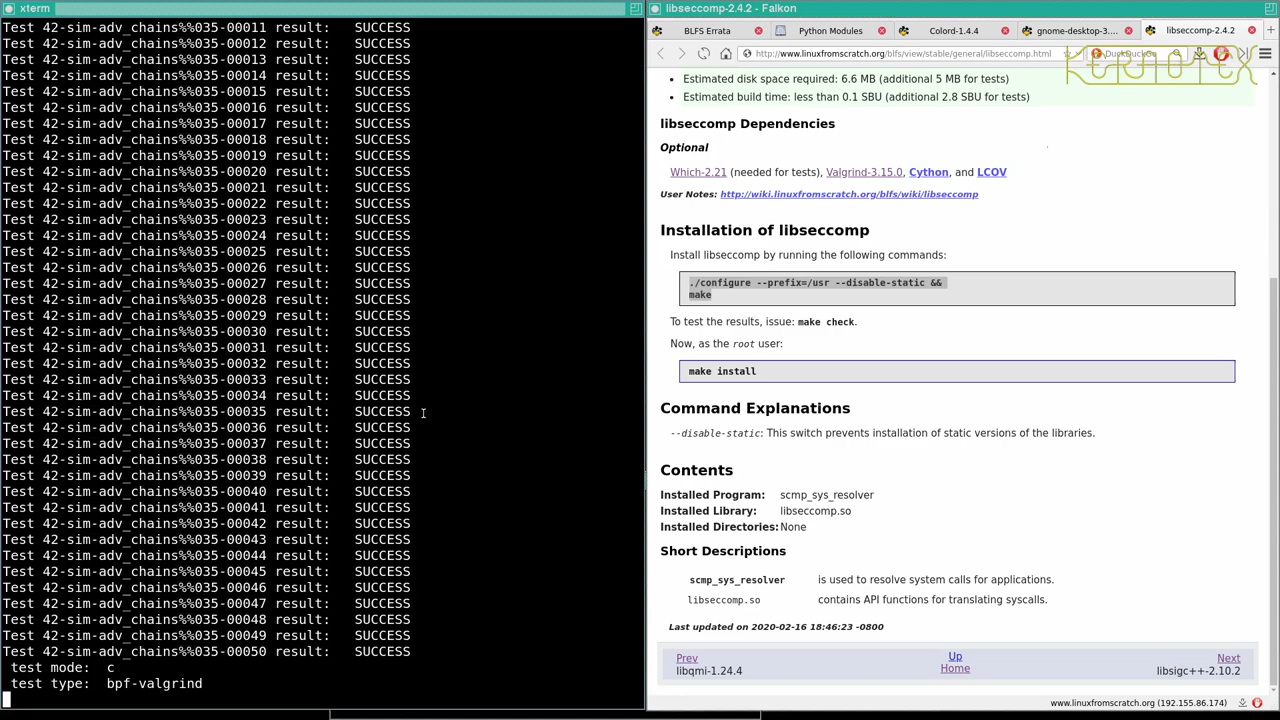 xterm
Test 42-sim-adv_chains%%035-00011 result:   SUCCESS
Test 42-sim-adv_chains%%035-00012 result:   SUCCESS
Test 42-sim-adv_chains%%035-00013 result:   SUCCESS
Test 42-sim-adv_chains%%035-00014 result:   SUCCESS
Test 42-sim-adv_chains%%035-00015 result:   SUCCESS
Test 42-sim-adv_chains%%035-00016 result:   SUCCESS
Test 42-sim-adv_chains%%035-00017 result:   SUCCESS
Test 42-sim-adv_chains%%035-00018 result:   SUCCESS
Test 42-sim-adv_chains%%035-00019 result:   SUCCESS
Test 42-sim-adv_chains%%035-00020 result:   SUCCESS
Test 42-sim-adv_chains%%035-00021 result:   SUCCESS
Test 42-sim-adv_chains%%035-00022 result:   SUCCESS
Test 42-sim-adv_chains%%035-00023 result:   SUCCESS
Test 42-sim-adv_chains%%035-00024 result:   SUCCESS
Test 42-sim-adv_chains%%035-00025 result:   SUCCESS
Test 42-sim-adv_chains%%035-00026 result:   SUCCESS
Test 42-sim-adv_chains%%035-00027 result:   SUCCESS
Test 42-sim-adv_chains%%035-00028 result:   SUCCESS
Test 42-sim-adv_chains%%035-00029 result:   SUCCESS
Test 42-sim-adv_chains%%035-00030 result:   SUCCESS
Test 42-sim-adv_chains%%035-00031 result:   SUCCESS
Test 42-sim-adv_chains%%035-00032 result:   SUCCESS
Test 42-sim-adv_chains%%035-00033 result:   SUCCESS
Test 42-sim-adv_chains%%035-00034 result:   SUCCESS
Test 42-sim-adv_chains%%035-00035 result:   SUCCESS
Test 42-sim-adv_chains%%035-00036 result:   SUCCESS
Test 42-sim-adv_chains%%035-00037 result:   SUCCESS
Test 42-sim-adv_chains%%035-00038 result:   SUCCESS
Test 42-sim-adv_chains%%035-00039 result:   SUCCESS
Test 42-sim-adv_chains%%035-00040 result:   SUCCESS
Test 42-sim-adv_chains%%035-00041 result:   SUCCESS
Test 42-sim-adv_chains%%035-00042 result:   SUCCESS
Test 42-sim-adv_chains%%035-00043 result:   SUCCESS
Test 42-sim-adv_chains%%035-00044 result:   SUCCESS
Test 42-sim-adv_chains%%035-00045 result:   SUCCESS
Test 42-sim-adv_chains%%035-00046 result:   SUCCESS
Test 42-sim-adv_chains%%035-00047 result:   SUCCESS
Test 42-sim-adv_chains%%035-00048 result:   SUCCESS
Test 42-sim-adv_chains%%035-00049 result:   SUCCESS
Test 42-sim-adv_chains%%035-00050 result:   SUCCESS
test mode:  c
test type:  bpf-valgrind
libseccomp-2.4.2 - Falkon
BLFS Errata
Python Modules
Colord-1.4.4
gnome-desktop-3....
libseccomp-2.4.2
http://www.linuxfromscratch.org/blfs/view/stable/general/libseccomp.html
DuckDuckGo
KERNOTEX
• Estimated disk space required: 6.6 MB (additional 5 MB for tests)
• Estimated build time: less than 0.1 SBU (additional 2.8 SBU for tests)
libseccomp Dependencies
Optional
Which-2.21 (needed for tests), Valgrind-3.15.0, Cython, and LCOV
User Notes: http://wiki.linuxfromscratch.org/blfs/wiki/libseccomp
Installation of libseccomp
Install libseccomp by running the following commands:
./configure --prefix=/usr --disable-static &&
make
To test the results, issue: make check.
Now, as the root user:
make install
Command Explanations
--disable-static: This switch prevents installation of static versions of the libraries.
Contents
Installed Program: scmp_sys_resolver
Installed Library: libseccomp.so
Installed Directories: None
Short Descriptions
scmp_sys_resolver is used to resolve system calls for applications.
libseccomp.so contains API functions for translating syscalls.
Last updated on 2020-02-16 18:46:23 -0800
Prev Up Next
libqmi-1.24.4 Home libsigc++-2.10.2
www.linuxfromscratch.org (192.155.86.174)